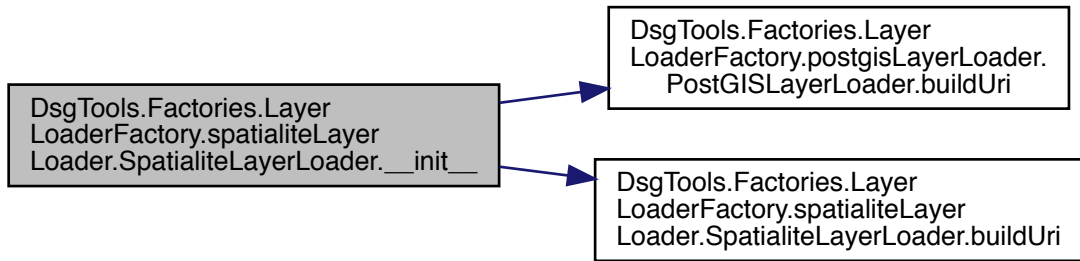 DsgTools.Factories.Layer
LoaderFactory.spatialiteLayer
Loader.SpatialiteLayerLoader.__init__
DsgTools.Factories.Layer
LoaderFactory.postgisLayerLoader.
PostGISLayerLoader.buildUri
DsgTools.Factories.Layer
LoaderFactory.spatialiteLayer
Loader.SpatialiteLayerLoader.buildUri